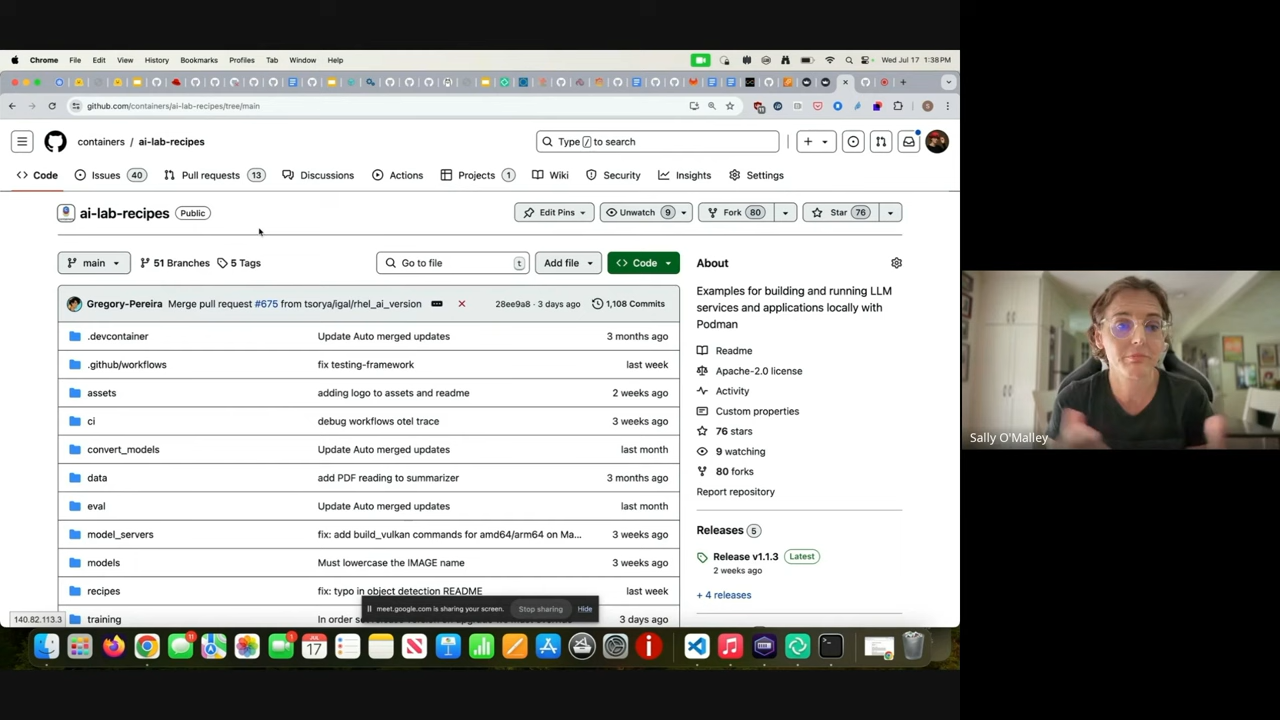 Chrome File Edit View History Bookmarks Profiles Tab Window Help Wed Jul 17 1:38 PM
github.com/containers/ai-lab-recipes/tree/main
containers / ai-lab-recipes
Type / to search
Code Issues 40 Pull requests 13 Discussions Actions Projects 1 Wiki Security Insights Settings
ai-lab-recipes Public Edit Pins Unwatch 9 Fork 80 Star 76
main 51 Branches 5 Tags Go to file t Add file Code
Gregory-Pereira Merge pull request #675 from tsorya/igal/rhel_ai_version 28ee9a8 · 3 days ago 1,108 Commits
.devcontainer Update Auto merged updates 3 months ago
.github/workflows fix testing-framework last week
assets adding logo to assets and readme 2 weeks ago
ci debug workflows otel trace 3 weeks ago
convert_models Update Auto merged updates last month
data add PDF reading to summarizer 3 months ago
eval Update Auto merged updates last month
model_servers fix: add build_vulkan commands for amd64/arm64 on Ma... 3 weeks ago
models Must lowercase the IMAGE name 3 weeks ago
recipes fix: typo in object detection README last week
training In order 3 days ago
About
Examples for building and running LLM
services and applications locally with
Podman
Readme
Apache-2.0 license
Activity
Custom properties
76 stars
9 watching
80 forks
Report repository
Releases 5
Release v1.1.3 Latest
2 weeks ago
+ 4 releases
meet.google.com is sharing your screen. Stop sharing Hide
140.82.113.3
JUL
17
Sally O'Malley